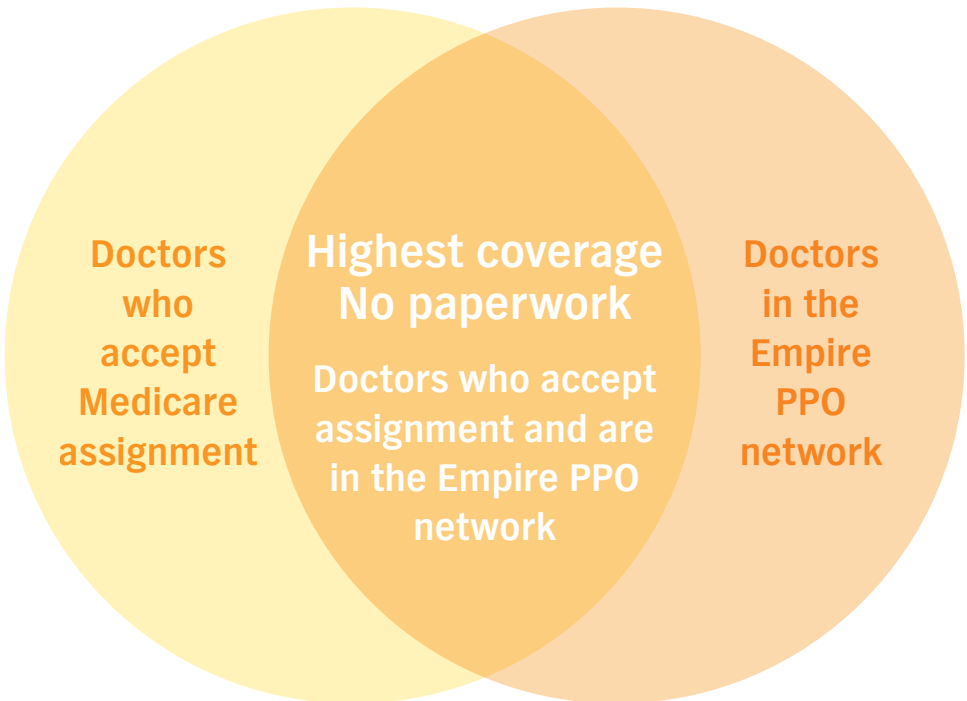 Doctors
who
accept
Medicare
assignment
Highest coverage
No paperwork
Doctors who accept
assignment and are
in the Empire PPO
network
Doctors
in the
Empire
PPO
network